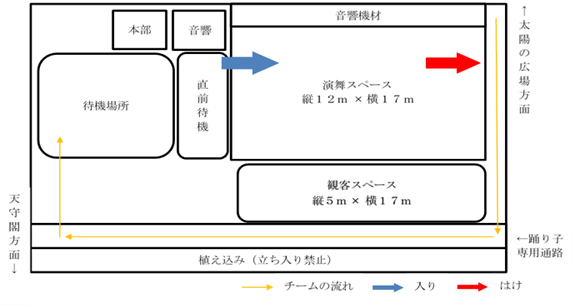 音響機材
本部
音響
待機場所
直前待機
演舞スペース
縦１２ｍ × 横１７ｍ
観客スペース
縦５ｍ × 横１７ｍ
↑太陽の広場方面
天守閣方面↓
←踊り子
専用通路
植え込み（立ち入り禁止）
チームの流れ
入り
はけ